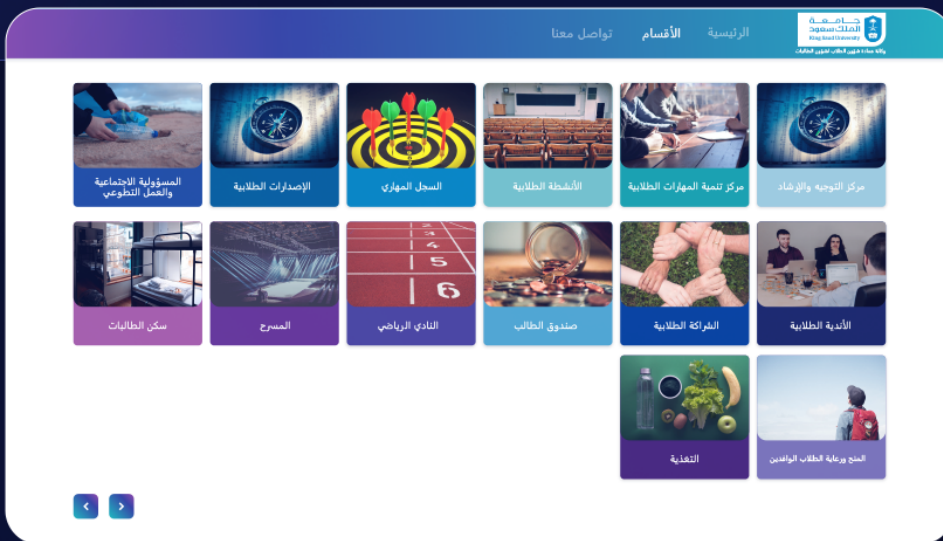 جامعة
الملك سعود
King Saud University
وكالة عمادة شؤون الطلاب لشؤون الطالبات
الرئيسية
الأقسام
تواصل معنا
مركز التوجيه والإرشاد
مركز تنمية المهارات الطلابية
الأنشطة الطلابية
السجل المهاري
الإصدارات الطلابية
المسؤولية الاجتماعية
والعمل التطوعي
الأندية الطلابية
الشراكة الطلابية
صندوق الطالب
النادي الرياضي
المسرح
سكن الطالبات
المنح ورعاية الطلاب الوافدين
التغذية
5
6